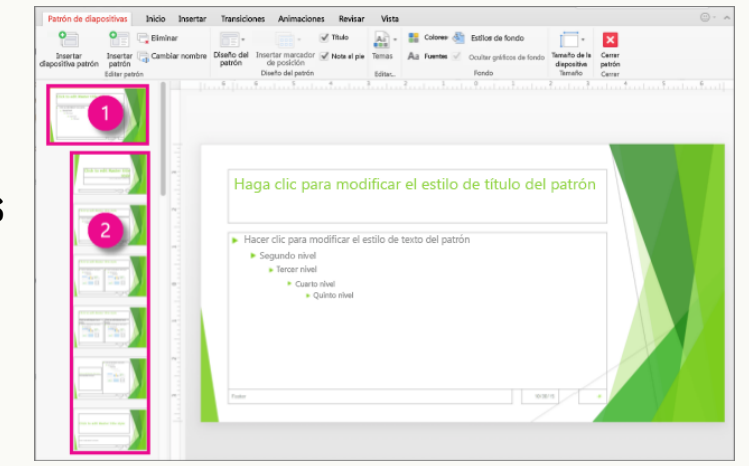 Patrón de diapositivas Inicio Insertar Transiciones Animaciones Revisar Vista
Insertar diapositiva patrón
Insertar patrón
Eliminar
Cambiar nombre
Editar patrón
Diseño del patrón
Insertar marcador de posición
Título
Nota al pie
Diseño del patrón
Temas
Editar...
Colores
Fuentes
Estilos de fondo
Ocultar gráficos de fondo
Fondo
Tamaño de la diapositiva
Tamaño
Cerrar patrón
Cerrar
1
2
s
Haga clic para modificar el estilo de título del patrón
Hacer clic para modificar el estilo de texto del patrón
Segundo nivel
Tercer nivel
Cuarto nivel
Quinto nivel
Footer